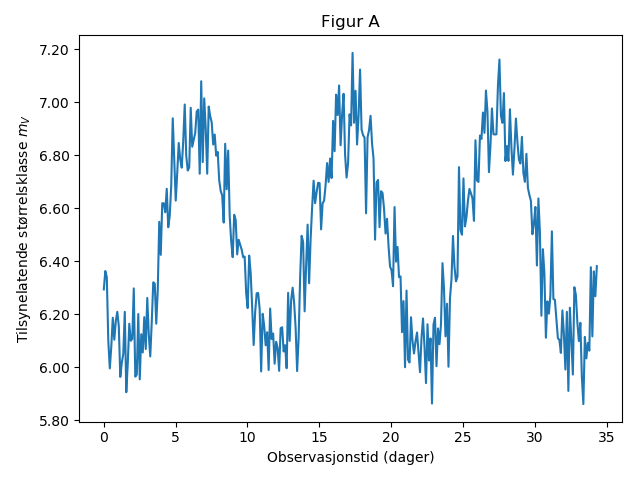 Figur A
Tilsynelatende størrelsklasse $m_V$
7.20
7.00
6.80
6.60
6.40
6.20
6.00
5.80
0 5 10 15 20 25 30 35
Observasjonstid (dager)